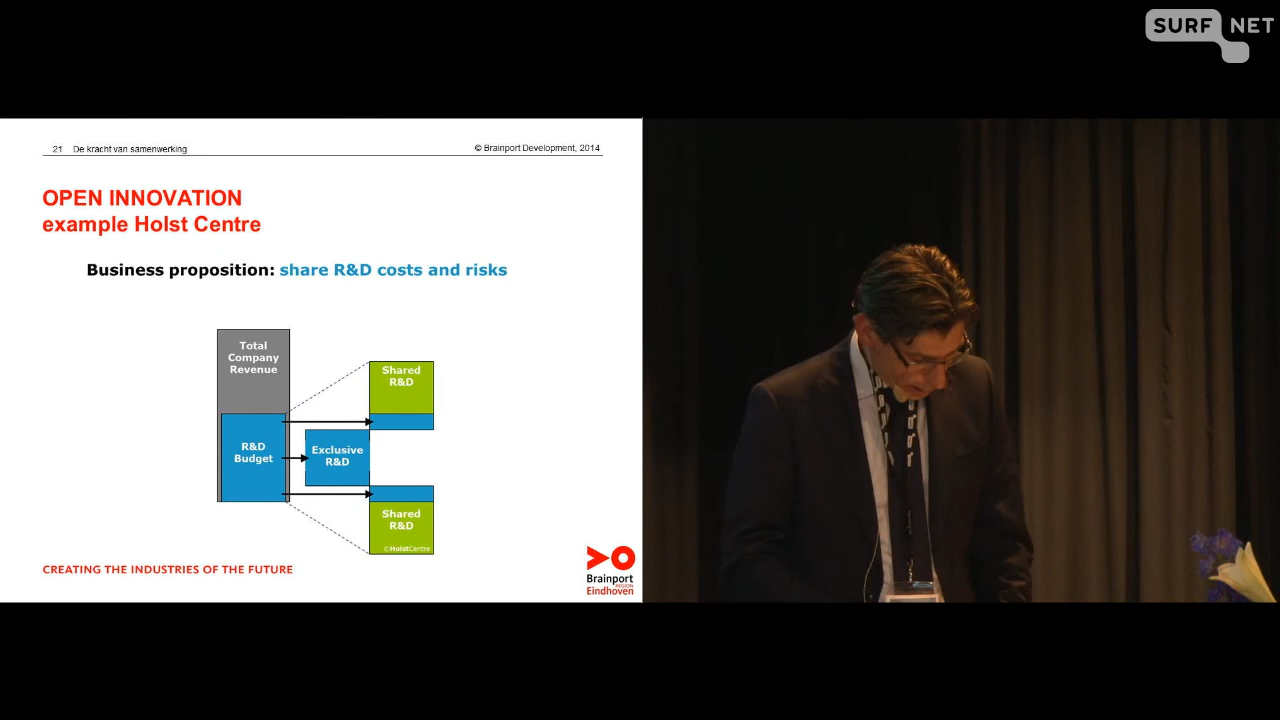 SURF NET
21 De kracht van samenwerking
© Brainport Development, 2014
OPEN INNOVATION
example Holst Centre
Business proposition: share R&D costs and risks
Total
Company
Revenue
Shared
R&D
R&D
Budget
Exclusive
R&D
Shared
R&D
©HolstCentre
CREATING THE INDUSTRIES OF THE FUTURE
Brainport
REGION
Eindhoven